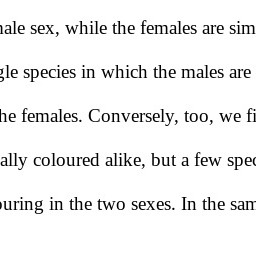 ale sex, while the females are sim
gle species in which the males are
he females. Conversely, too, we fi
ally coloured alike, but a few spec
ouring in the two sexes. In the sam